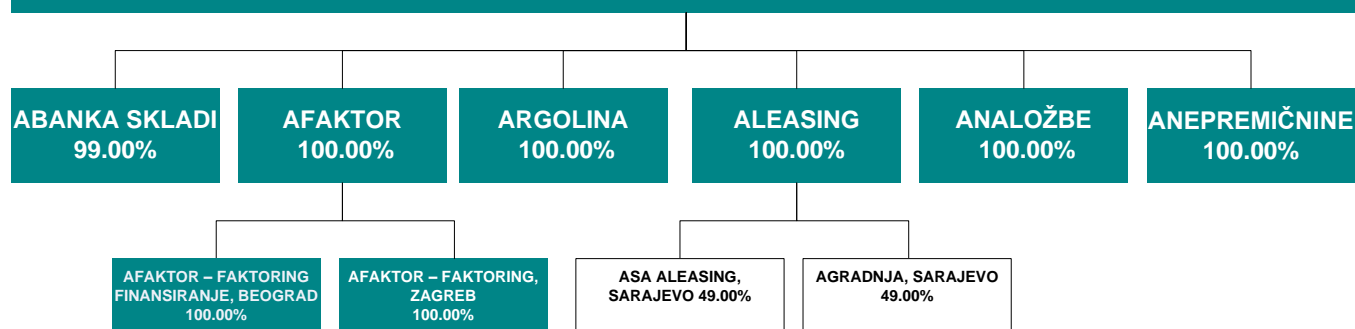 ABANKA SKLADI
99.00%
AFAKTOR
100.00%
ARGOLINA
100.00%
ALEASING
100.00%
ANALOŽBE
100.00%
ANEPREMIČNINE
100.00%
AFAKTOR – FAKTORING
FINANSIRANJE, BEOGRAD
100.00%
AFAKTOR – FAKTORING,
ZAGREB
100.00%
ASA ALEASING,
SARAJEVO 49.00%
AGRADNJA, SARAJEVO
49.00%